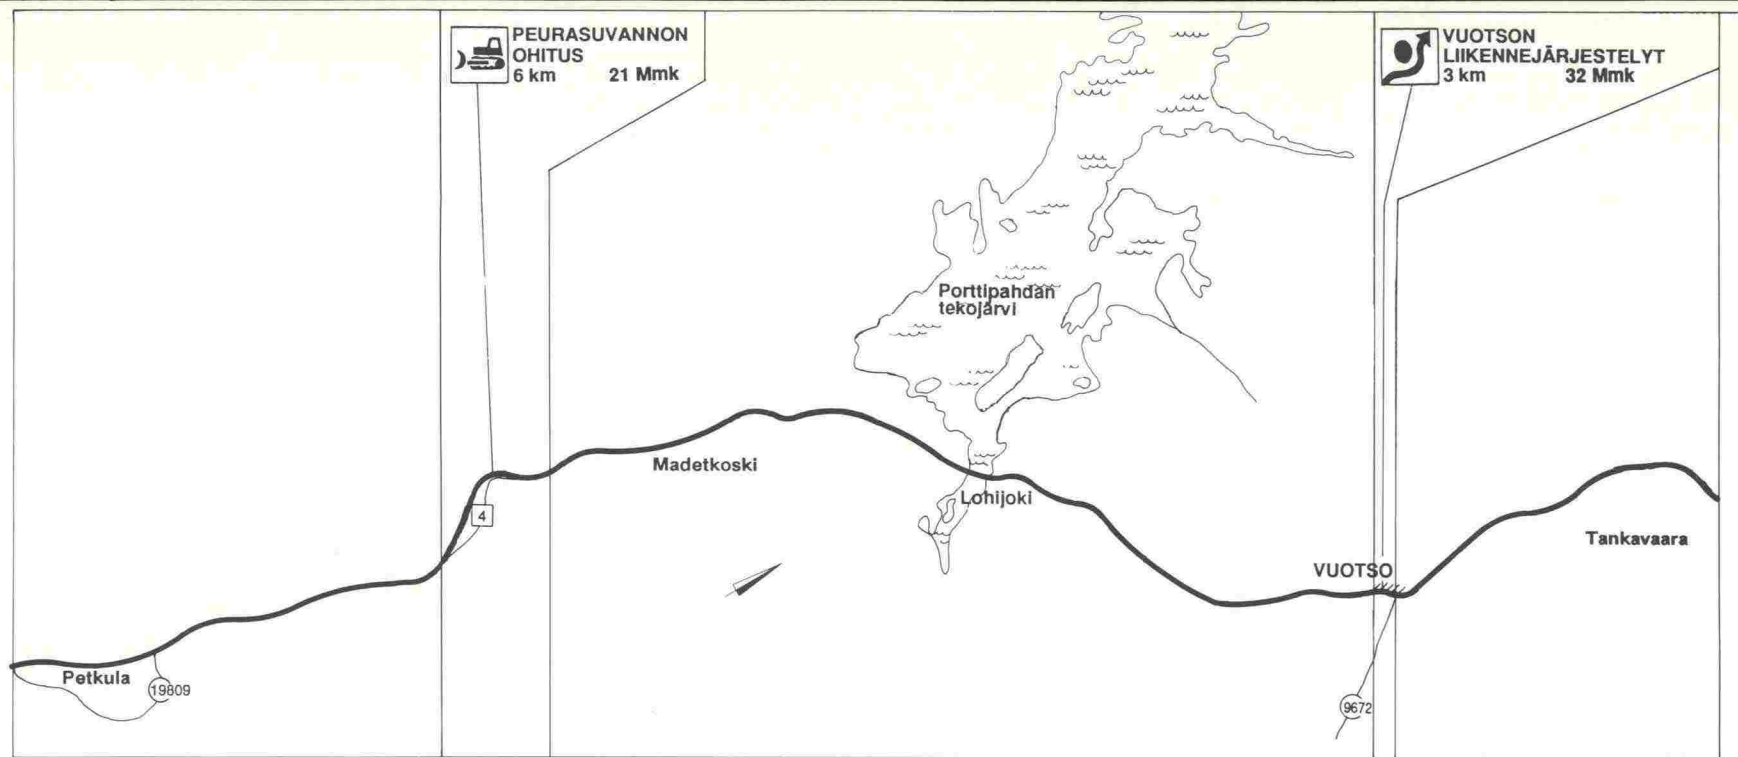 PEURASUVANNON
OHITUS
6 km 21 Mmk
VUOTSON
LIIKENNEJÄRJESTELYT
3 km 32 Mmk
Porttipahdan
tekojärvi
Madetkoski
Lohijoki
4
Tankavaara
VUOTSO
Petkula
19809
9672